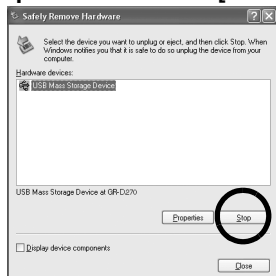 Safely Remove Hardware
Select the device you want to unplug or eject, and then click Stop. When
Windows notifies you that it is safe to do so unplug the device from your
computer.
Hardware devices:
USB Mass Storage Device
USB Mass Storage Device at GR-D270
Properties
Stop
Display device components
Close